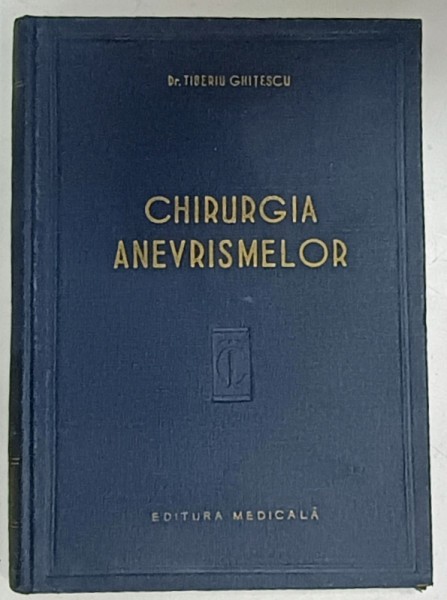 Dr. TIBERIU GHIȚESCU
CHIRURGIA
ANEVRISMELOR
EDITURA MEDICALĂ